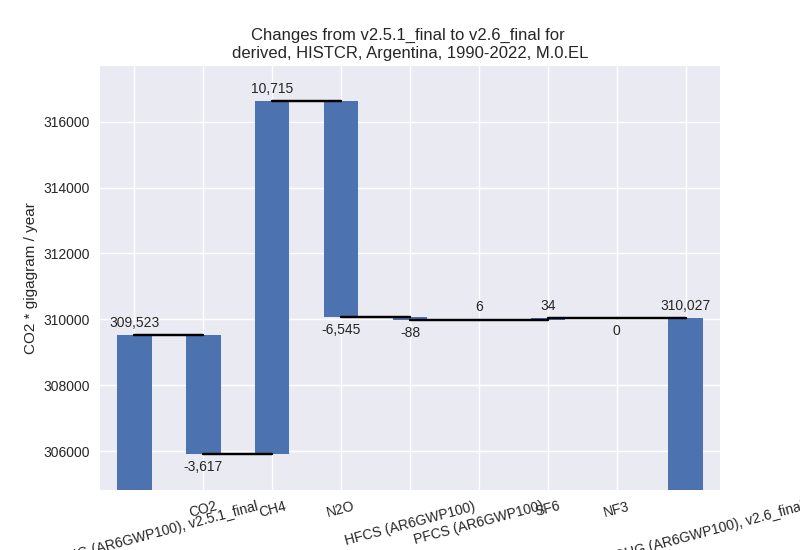 Changes from v2.5.1_final to v2.6_final for
derived, HISTCR, Argentina, 1990-2022, M.0.EL
CO2 * gigagram / year
316000
314000
312000
310000
308000
306000
309,523
-3,617
10,715
-6,545
-88
6
34
0
310,027
(AR6GWP100), v2.5.1_final
CO2
CH4
N2O
HFCS (AR6GWP100)
PFCS (AR6GWP100)
SF6
NF3
(AR6GWP100), v2.6_final